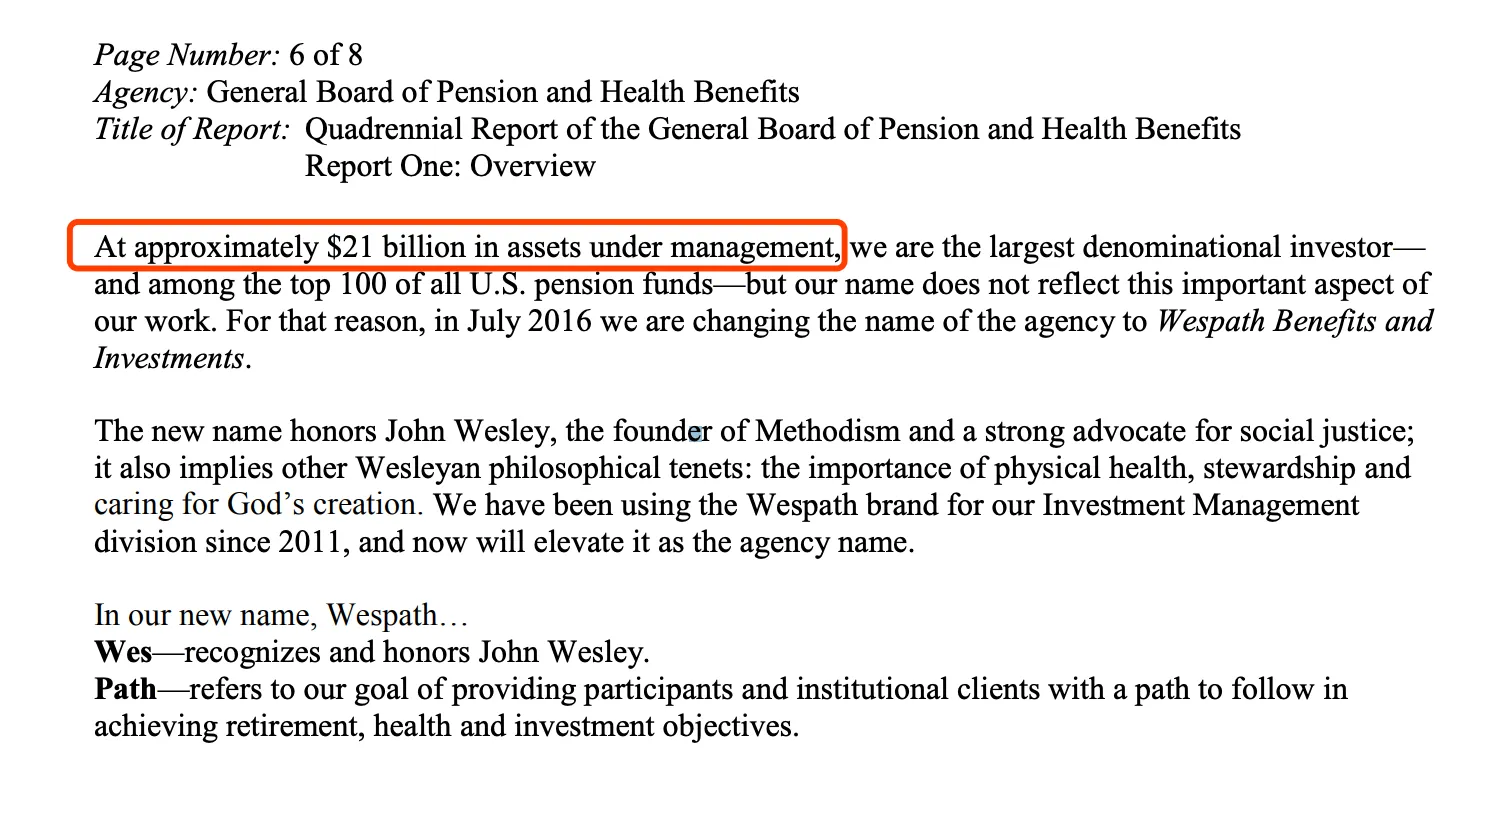 Page Number: 6 of 8
Agency: General Board of Pension and Health Benefits
Title of Report: Quadrennial Report of the General Board of Pension and Health Benefits
Report One: Overview
At approximately $21 billion in assets under management, we are the largest denominational investor—
and among the top 100 of all U.S. pension funds—but our name does not reflect this important aspect of
our work. For that reason, in July 2016 we are changing the name of the agency to Wespath Benefits and
Investments.
The new name honors John Wesley, the founder of Methodism and a strong advocate for social justice;
it also implies other Wesleyan philosophical tenets: the importance of physical health, stewardship and
caring for God’s creation. We have been using the Wespath brand for our Investment Management
division since 2011, and now will elevate it as the agency name.
In our new name, Wespath…
Wes—recognizes and honors John Wesley.
Path—refers to our goal of providing participants and institutional clients with a path to follow in
achieving retirement, health and investment objectives.